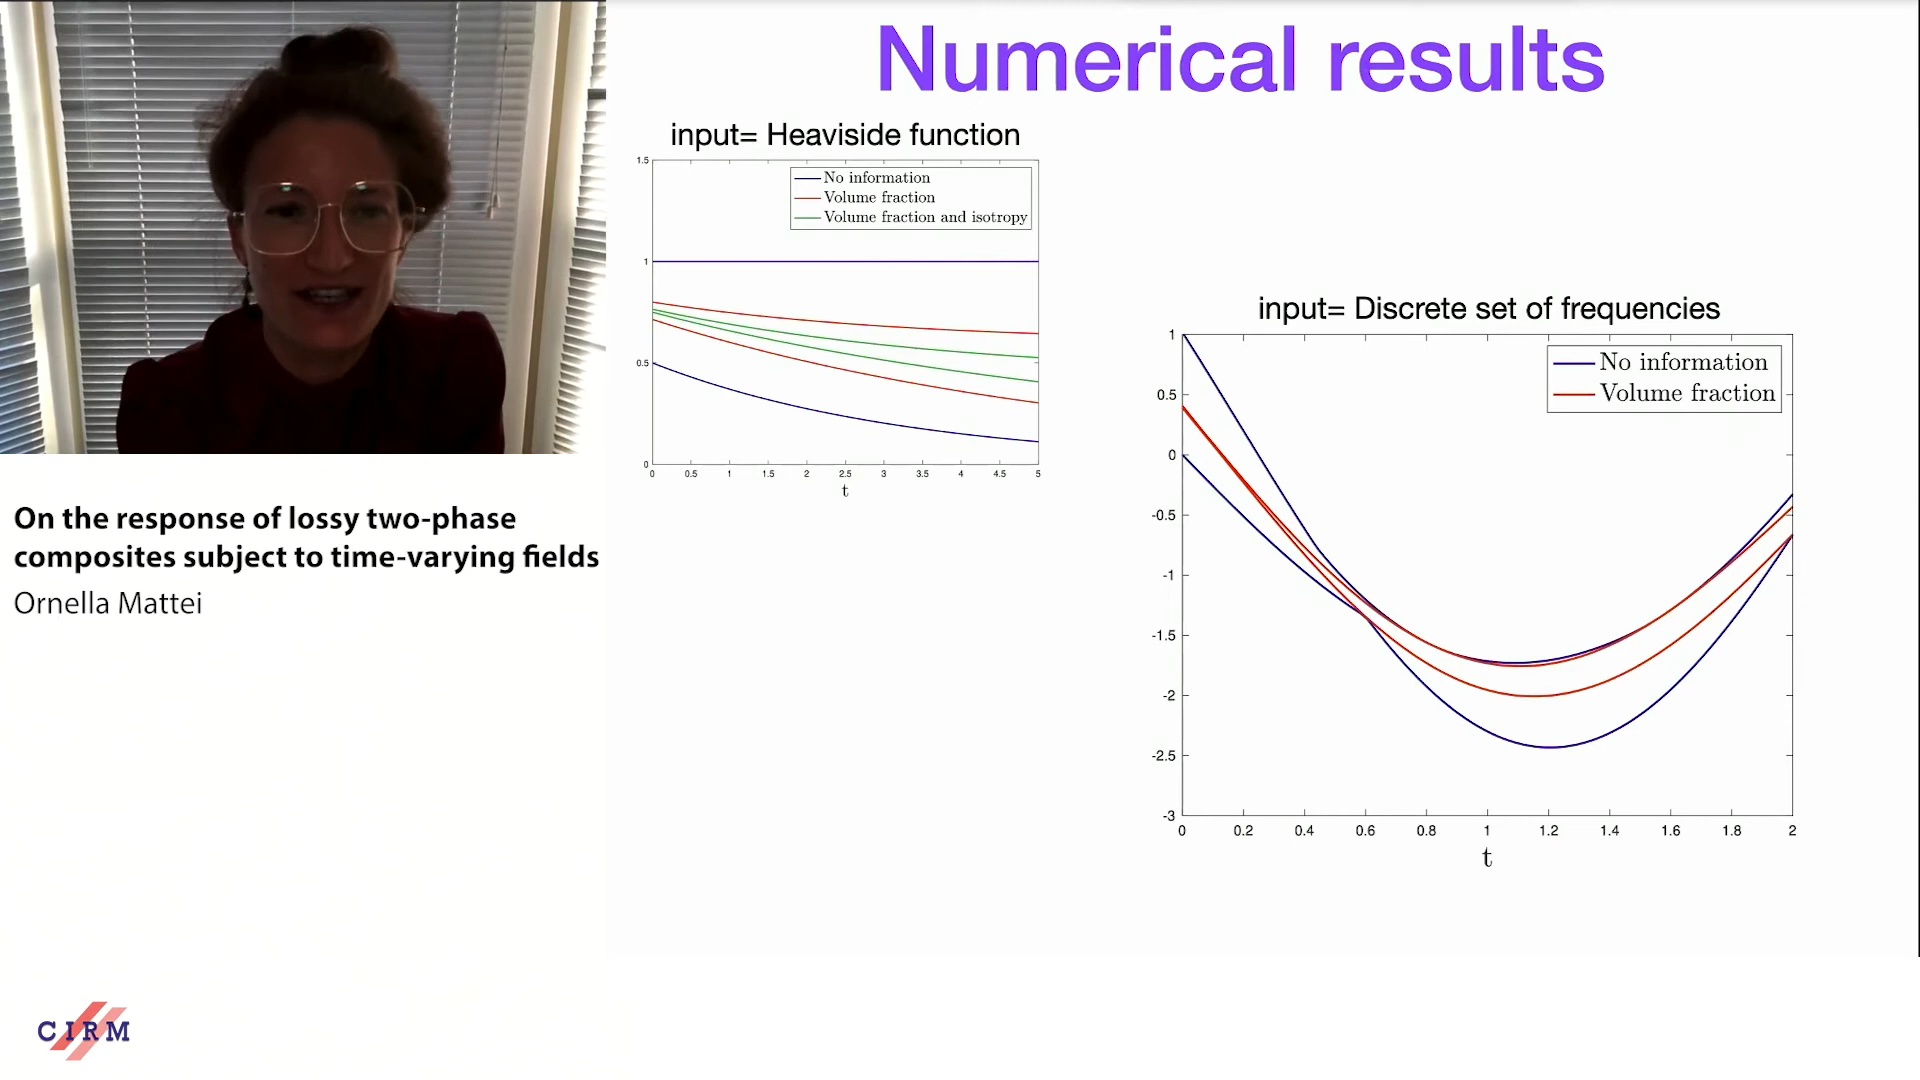 Numerical results
input= Heaviside function
1.5
1
0.5
0
No information
Volume fraction
Volume fraction and isotropy
0 0.5 1 1.5 2 2.5 3 3.5 4 4.5 5
t
input= Discrete set of frequencies
1
0.5
0
-0.5
-1
-1.5
-2
-2.5
-3
No information
Volume fraction
0 0.2 0.4 0.6 0.8 1 1.2 1.4 1.6 1.8 2
t
On the response of lossy two-phase
composites subject to time-varying fields
Ornella Mattei
CIRM